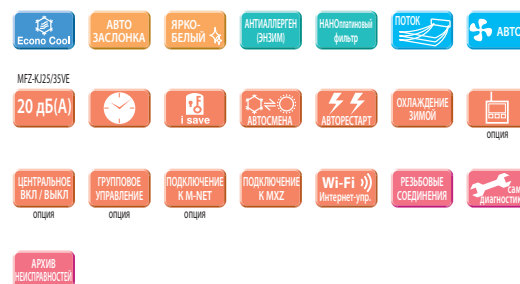 Econo Cool
АВТО
ЗАСЛОНКА
ЯРКО-
БЕЛЫЙ
АНТИАЛЛЕРГЕН
(ЭНЗИМ)
НАНОплатиновый
фильтр
ПОТОК
АВТО
MFZ-KJ25/35VE
20 дБ(А)
i save
АВТОСМЕНА
АВТОРЕСТАРТ
ОХЛАЖДЕНИЕ
ЗИМОЙ
опция
ЦЕНТРАЛЬНОЕ
ВКЛ / ВЫКЛ
опция
ГРУППОВОЕ
УПРАВЛЕНИЕ
опция
ПОДКЛЮЧЕНИЕ
К M-NET
опция
ПОДКЛЮЧЕНИЕ
К MXZ
Wi-Fi
Интернет-упр.
РЕЗЬБОВЫЕ
СОЕДИНЕНИЯ
сам
диагностик
АРХИВ
НЕИСПРАВНОСТЕЙ